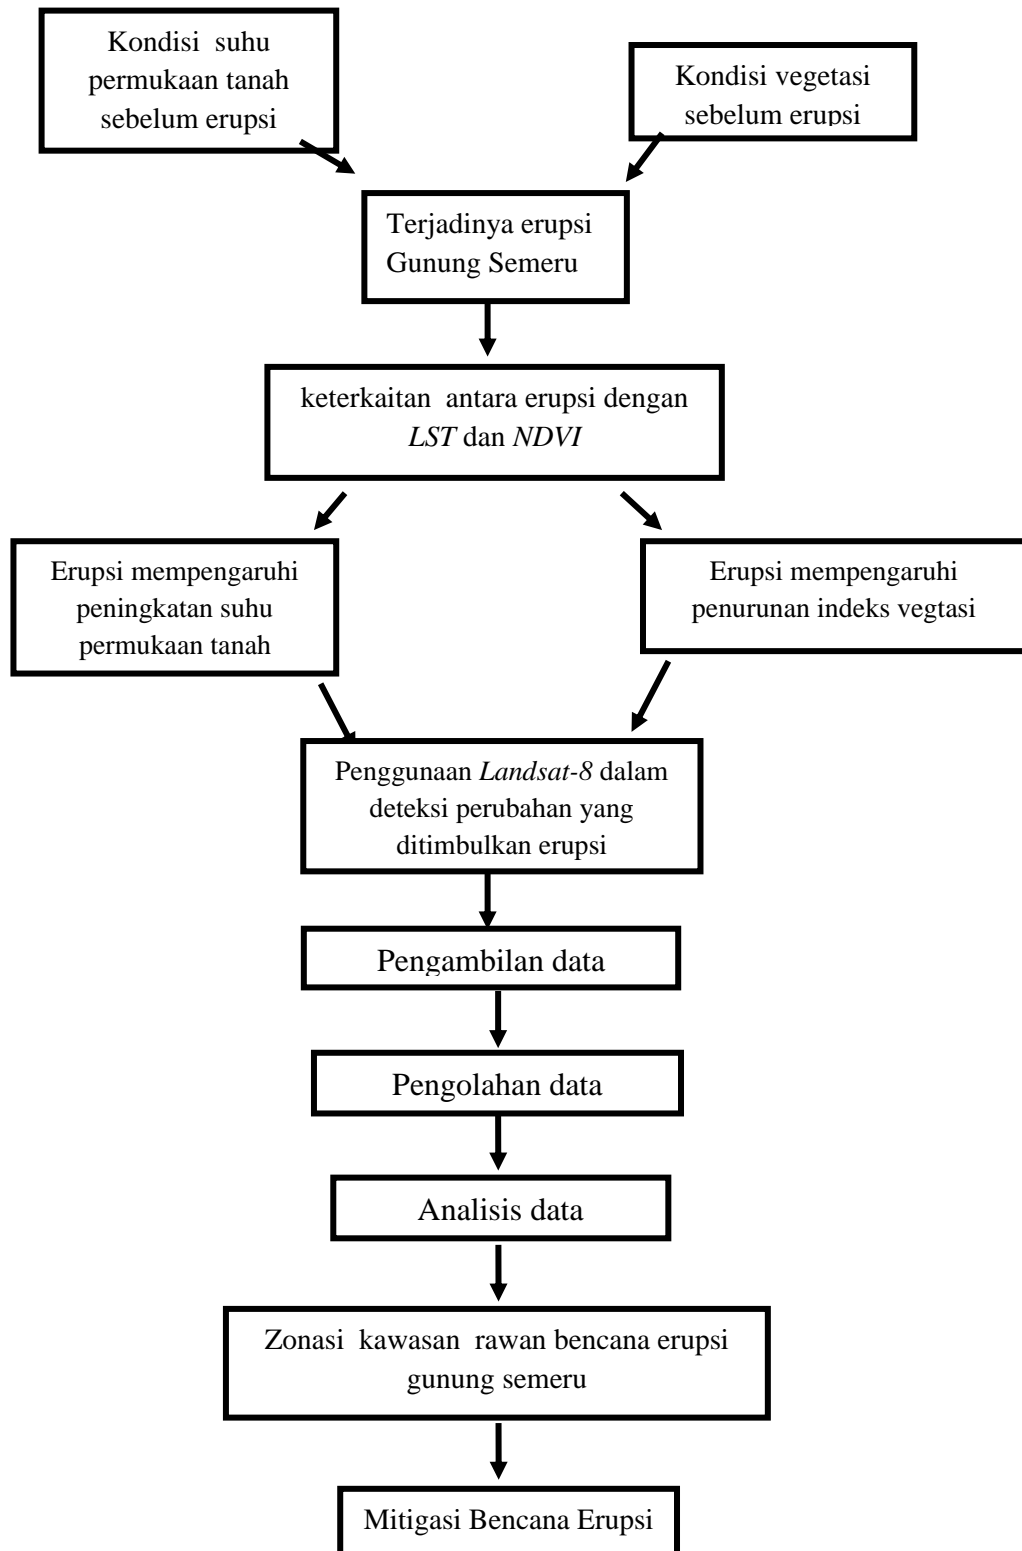 Kondisi suhu
permukaan tanah
sebelum erupsi
Kondisi vegetasi
sebelum erupsi
Terjadinya erupsi
Gunung Semeru
keterkaitan antara erupsi dengan
LST dan NDVI
Erupsi mempengaruhi
peningkatan suhu
permukaan tanah
Erupsi mempengaruhi
penurunan indeks vegtasi
Penggunaan Landsat-8 dalam
deteksi perubahan yang
ditimbulkan erupsi
Pengambilan data
Pengolahan data
Analisis data
Zonasi kawasan rawan bencana erupsi
gunung semeru
Mitigasi Bencana Erupsi